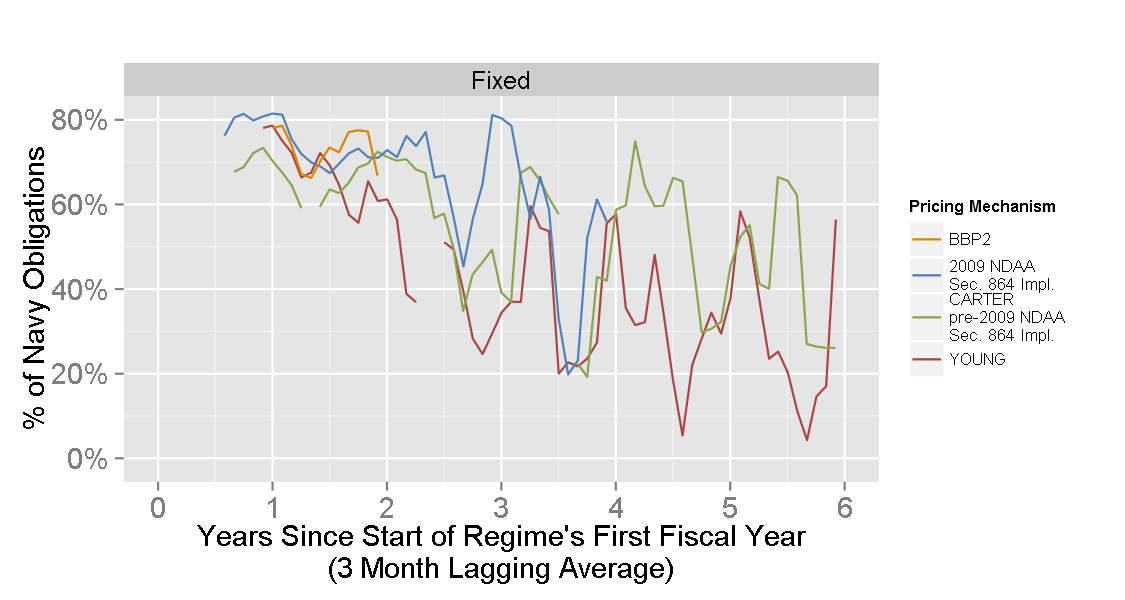 Fixed
80%
60%
40%
20%
0%
% of Navy Obligations
0 1 2 3 4 5 6
Years Since Start of Regime's First Fiscal Year
(3 Month Lagging Average)
Pricing Mechanism
BBP2
2009 NDAA
Sec. 864 Impl.
CARTER
pre-2009 NDAA
Sec. 864 Impl.
YOUNG